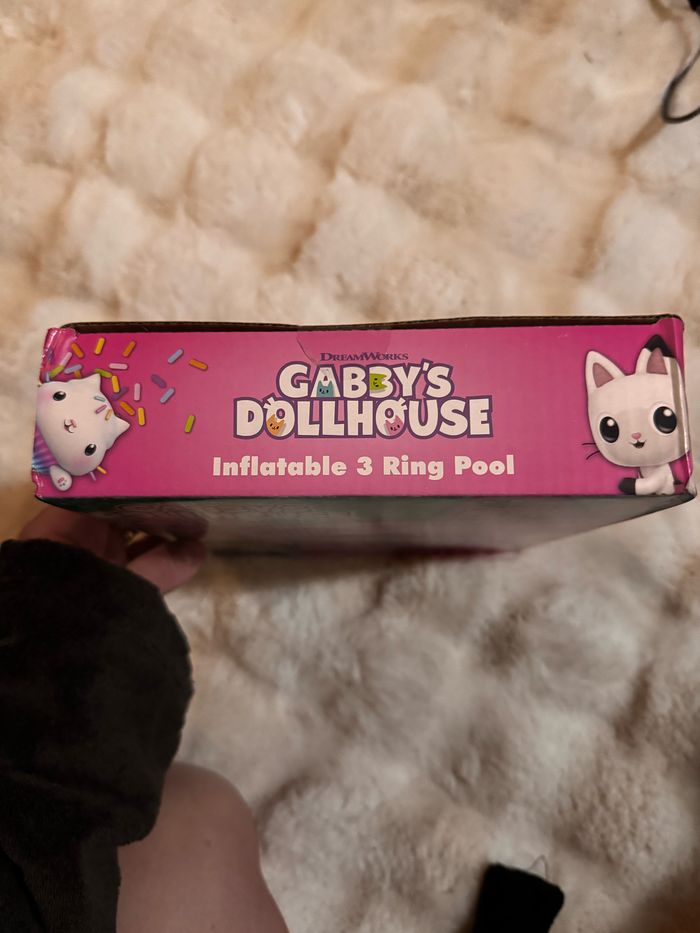 DREAMWORKS
GABBY'S
DOLLHOUSE
Inflatable 3 Ring Pool